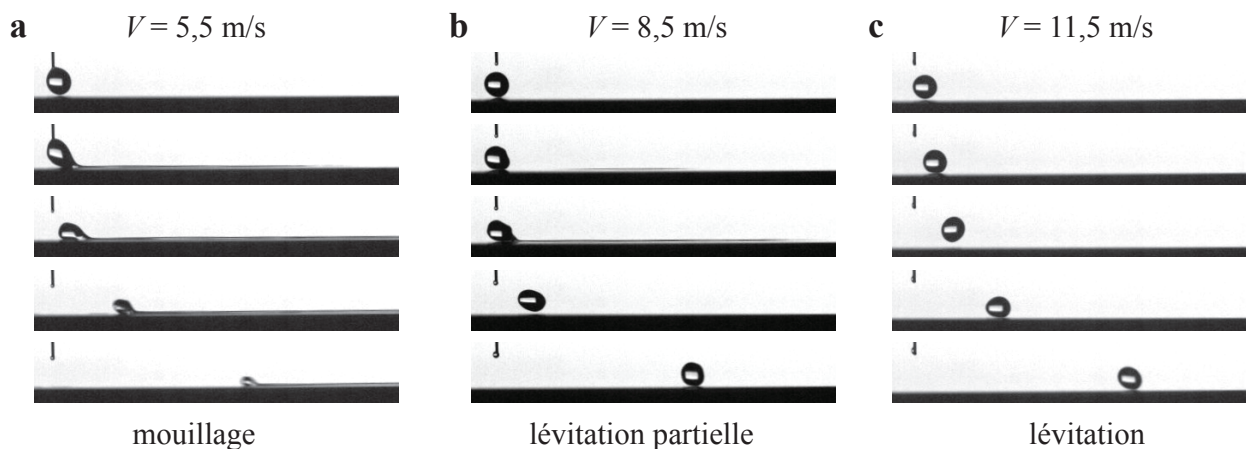 a V = 5,5 m/s
b V = 8,5 m/s
c V = 11,5 m/s
mouillage
lévitation partielle
lévitation